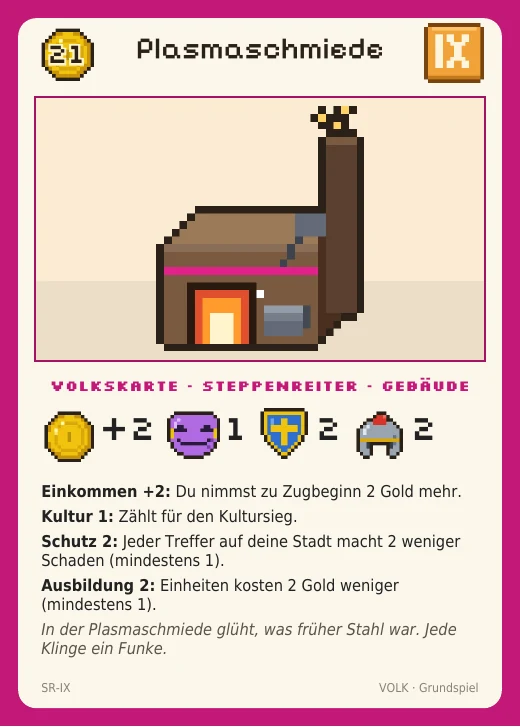 21
Plasmaschmiede
IX
VOLKSKARTE · STEPPENREITER · GEBÄUDE
+2 1 2 2
Einkommen +2: Du nimmst zu Zugbeginn 2 Gold mehr.
Kultur 1: Zählt für den Kultursieg.
Schutz 2: Jeder Treffer auf deine Stadt macht 2 weniger
Schaden (mindestens 1).
Ausbildung 2: Einheiten kosten 2 Gold weniger
(mindestens 1).
In der Plasmaschmiede glüht, was früher Stahl war. Jede
Klinge ein Funke.
SR-IX
VOLK · Grundspiel